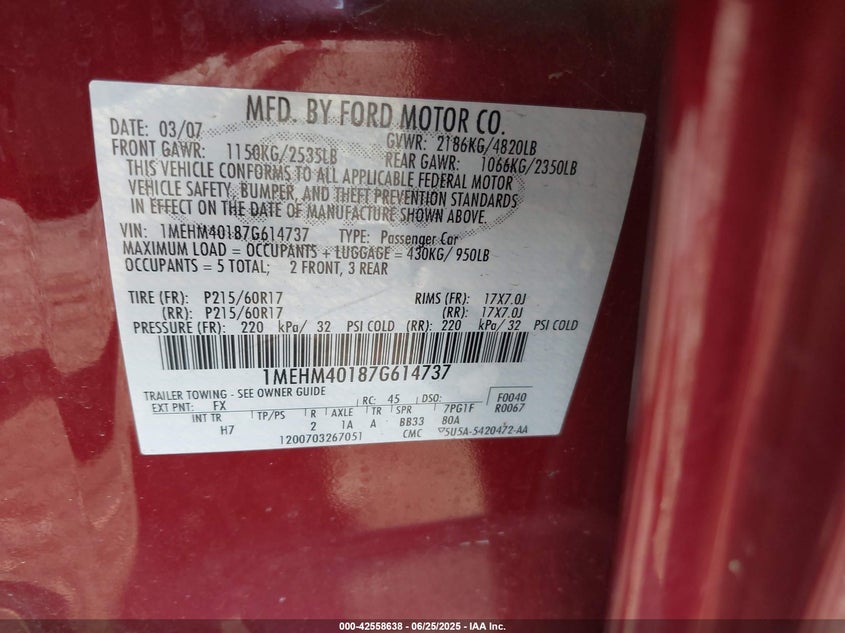 MFD. BY FORD MOTOR CO.
DATE: 03/07 GVWR: 2186KG/4820LB
FRONT GAWR: 1150KG/2535LB REAR GAWR: 1066KG/2350LB
THIS VEHICLE CONFORMS TO ALL APPLICABLE FEDERAL MOTOR
VEHICLE SAFETY, BUMPER, AND THEFT PREVENTION STANDARDS
IN EFFECT ON THE DATE OF MANUFACTURE SHOWN ABOVE.
VIN: 1MEHM40187G614737 TYPE: Passenger Car
MAXIMUM LOAD = OCCUPANTS + LUGGAGE = 430KG/ 950LB
OCCUPANTS = 5 TOTAL; 2 FRONT, 3 REAR
TIRE (FR): P215/60R17 RIMS (FR): 17X7.0J
(RR): P215/60R17 (RR): 17X7.0J
PRESSURE (FR): 220 kPa/ 32 PSI COLD (RR): 220 kPa/ 32 PSI COLD
1MEHM40187G614737
TRAILER TOWING - SEE OWNER GUIDE
EXT PNT: FX RC: 45 DSO: F0040
INT TR TP/PS R AXLE TR SPR 7PG1F R0067
H7 2 1A A BB33 BOA
1200703267051 CMC 5U5A-5420472-AA
000-42558638 - 06/25/2025 - IAA Inc.